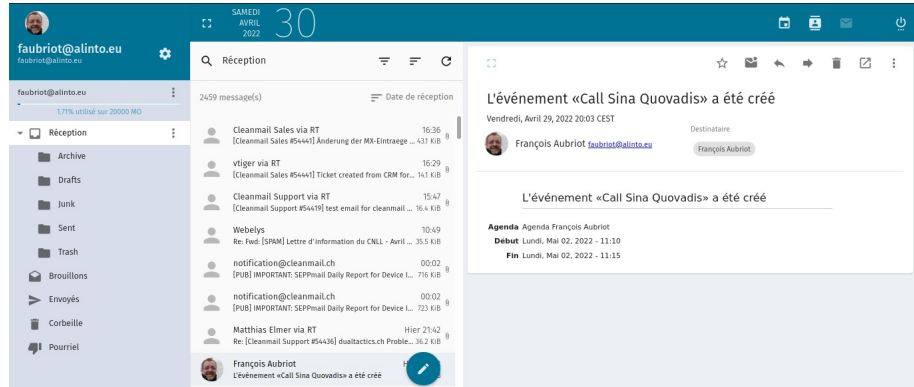 SAMEDI
AVRIL
2022
30
faubriot@alinto.eu
faubriot@alinto.eu
faubriot@alinto.eu
1.71% utilisé sur 20000 MO
Réception
Archive
Drafts
Junk
Sent
Trash
Brouillons
Envoyés
Corbeille
Pourriel
Réception
2459 message(s)
Date de réception
Cleanmail Sales via RT 16:36
[Cleanmail Sales #54441] Änderung der MX-Eintraege ... 431 KiB
vtiger via RT 16:29
[Cleanmail Sales #54441] Ticket created from CRM for... 14.1 KiB
Cleanmail Support via RT 15:47
[Cleanmail Support #54419] test email for cleanmail ... 16.4 KiB
Webelys 10:49
Re: Fwd: [SPAM] Lettre d'information du CNLL - Avril ... 35.5 KiB
notification@cleanmail.ch 00:02
[PUB] IMPORTANT: SEPPmail Daily Report for Device I... 716 KiB
notification@cleanmail.ch 00:02
[PUB] IMPORTANT: SEPPmail Daily Report for Device I... 723 KiB
Matthias Elmer via RT Hier 21:42
Re: [Cleanmail Support #54436] dualtactics.ch Proble... 36.2 KiB
François Aubriot
L'événement «Call Sina Quovadis» a été créé
L'événement «Call Sina Quovadis» a été créé
Vendredi, Avril 29, 2022 20:03 CEST
François Aubriot faubriot@alinto.eu
Destinataire
François Aubriot
L'événement «Call Sina Quovadis» a été créé
Agenda Agenda François Aubriot
Début Lundi, Mai 02, 2022 - 11:10
Fin Lundi, Mai 02, 2022 - 11:15